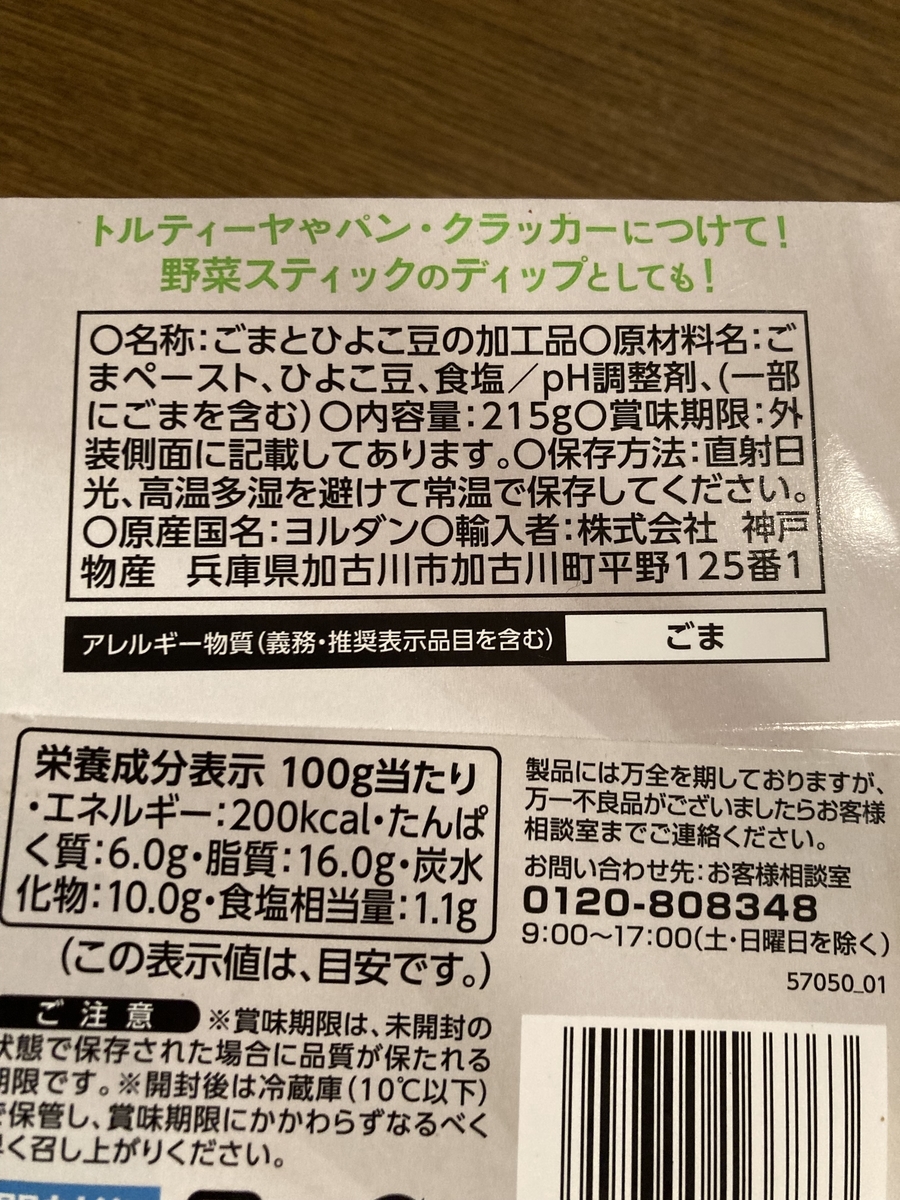 トルティーヤやパン・クラッカーにつけて!
野菜スティックのディップとしても!
〇名称:ごまとひよこ豆の加工品〇原材料名:ご
まペースト、ひよこ豆、食塩/pH調整剤、(一部
にごまを含む)〇内容量:215g〇賞味期限:外
装側面に記載してあります。〇保存方法:直射日
光、高温多湿を避けて常温で保存してください。
〇原産国名:ヨルダン〇輸入者:株式会社 神戸
物産 兵庫県加古川市加古川町平野125番1
アレルギー物質(義務・推奨表示品目を含む) ごま
栄養成分表示 100g当たり
・エネルギー:200kcal・たんぱ
く質:6.0g・脂質:16.0g・炭水
化物:10.0g・食塩相当量:1.1g
(この表示値は、目安です。)
ご注意 ※賞味期限は、未開封の
状態で保存された場合に品質が保たれる
期限です。※開封後は冷蔵庫(10℃以下)
で保管し、賞味期限にかかわらずなるべく
早く召し上がりください。
製品には万全を期しておりますが、
万一不良品がございましたらお客様
相談室までご連絡ください。
お問い合わせ先:お客様相談室
0120-808348
9:00〜17:00(土・日曜日を除く)
57050_01